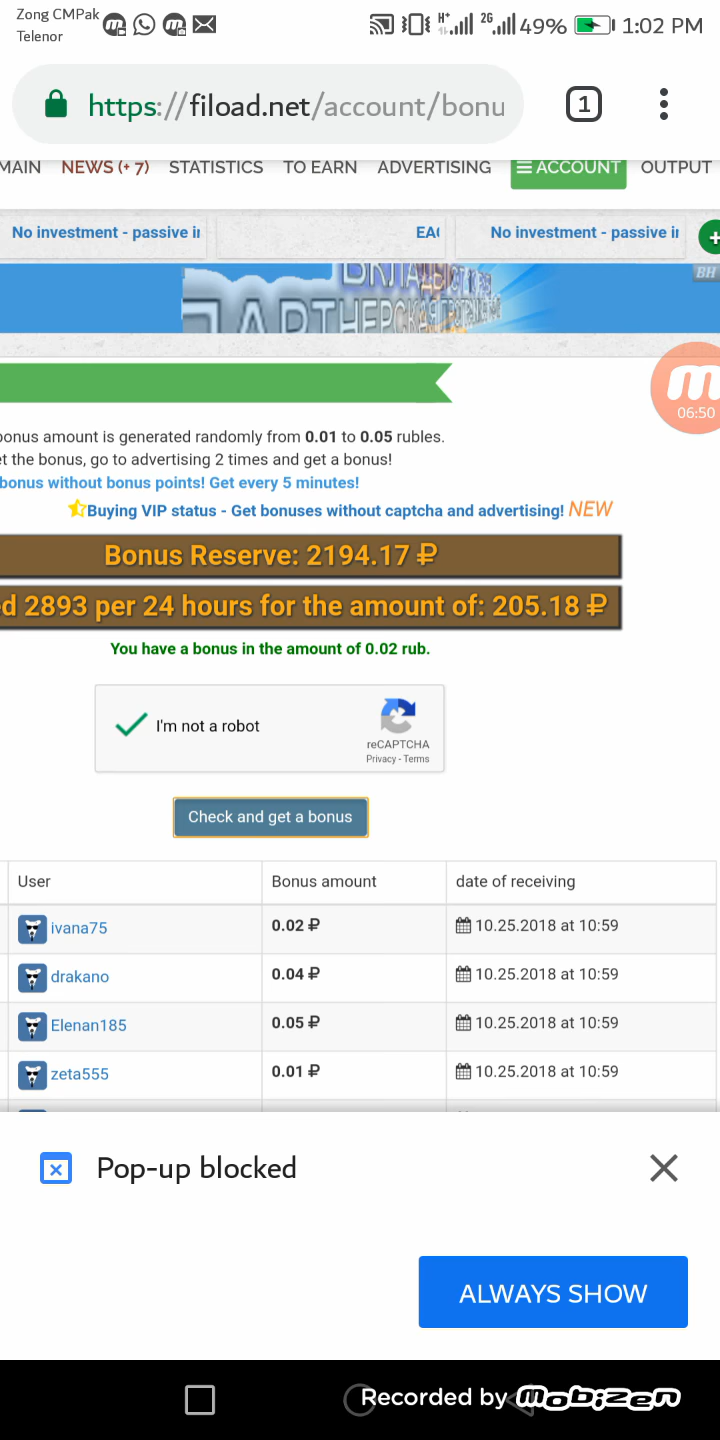 Zong CMPak
Telenor
H+
2G
49%
1:02 PM
https://fiload.net/account/bonu
1
MAIN NEWS (+ 7) STATISTICS TO EARN ADVERTISING ACCOUNT OUTPUT
No investment - passive i
EA
No investment - passive i
BH
06:50
bonus amount is generated randomly from 0.01 to 0.05 rubles.
et the bonus, go to advertising 2 times and get a bonus!
bonus without bonus points! Get every 5 minutes!
Buying VIP status - Get bonuses without captcha and advertising! NEW
Bonus Reserve: 2194.17 ₽
d 2893 per 24 hours for the amount of: 205.18 ₽
You have a bonus in the amount of 0.02 rub.
I'm not a robot
reCAPTCHA
Privacy - Terms
Check and get a bonus
User Bonus amount date of receiving
ivana75 0.02 ₽ 10.25.2018 at 10:59
drakano 0.04 ₽ 10.25.2018 at 10:59
Elenan185 0.05 ₽ 10.25.2018 at 10:59
zeta555 0.01 ₽ 10.25.2018 at 10:59
Pop-up blocked
ALWAYS SHOW
Recorded by Mobizen